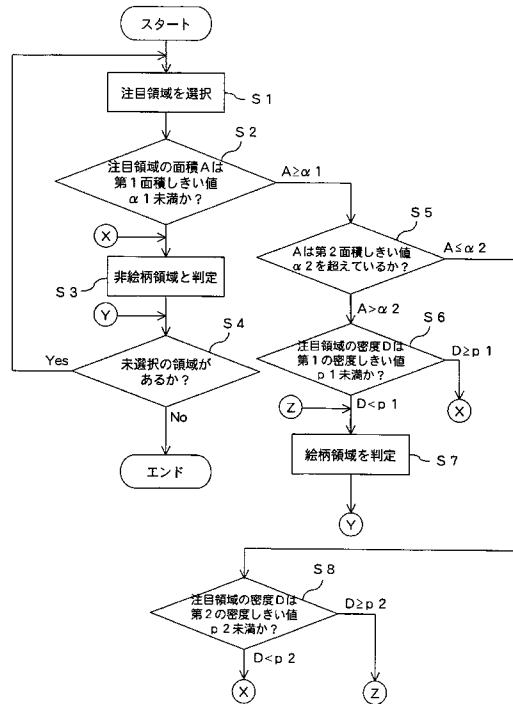 スタート
注目領域を選択
S1
注目領域の面積Aは
第1面積しきい値
α1未満か？
S2
A≥α1
X
非絵柄領域と判定
S3
Y
未選択の領域が
あるか？
S4
Yes
No
エンド
Aは第2面積しきい値
α2を超えているか？
S5
A≤α2
A>α2
注目領域の密度Dは
第1の密度しきい値
p1未満か？
S6
D≥p1
X
Z
D<p1
絵柄領域を判定
S7
Y
注目領域の密度Dは
第2の密度しきい値
p2未満か？
S8
D≥p2
D<p2
X
Z